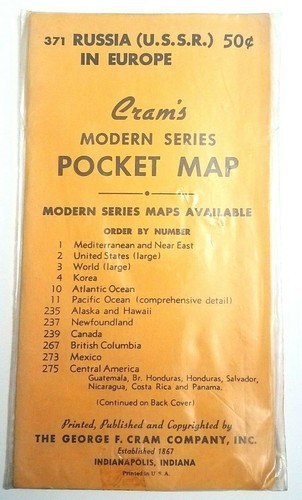 371 RUSSIA (U.S.S.R.) 50¢
IN EUROPE
Cram's
MODERN SERIES
POCKET MAP
MODERN SERIES MAPS AVAILABLE
ORDER BY NUMBER
1 Mediterranean and Near East
2 United States (large)
3 World (large)
4 Korea
10 Atlantic Ocean
11 Pacific Ocean (comprehensive detail)
235 Alaska and Hawaii
237 Newfoundland
239 Canada
267 British Columbia
273 Mexico
275 Central America
Guatemala, Br. Honduras, Honduras, Salvador,
Nicaragua, Costa Rica and Panama.
(Continued on Back Cover)
Printed, Published and Copyrighted by
THE GEORGE F. CRAM COMPANY, INC.
Established 1867
INDIANAPOLIS, INDIANA
Printed in U.S.A.